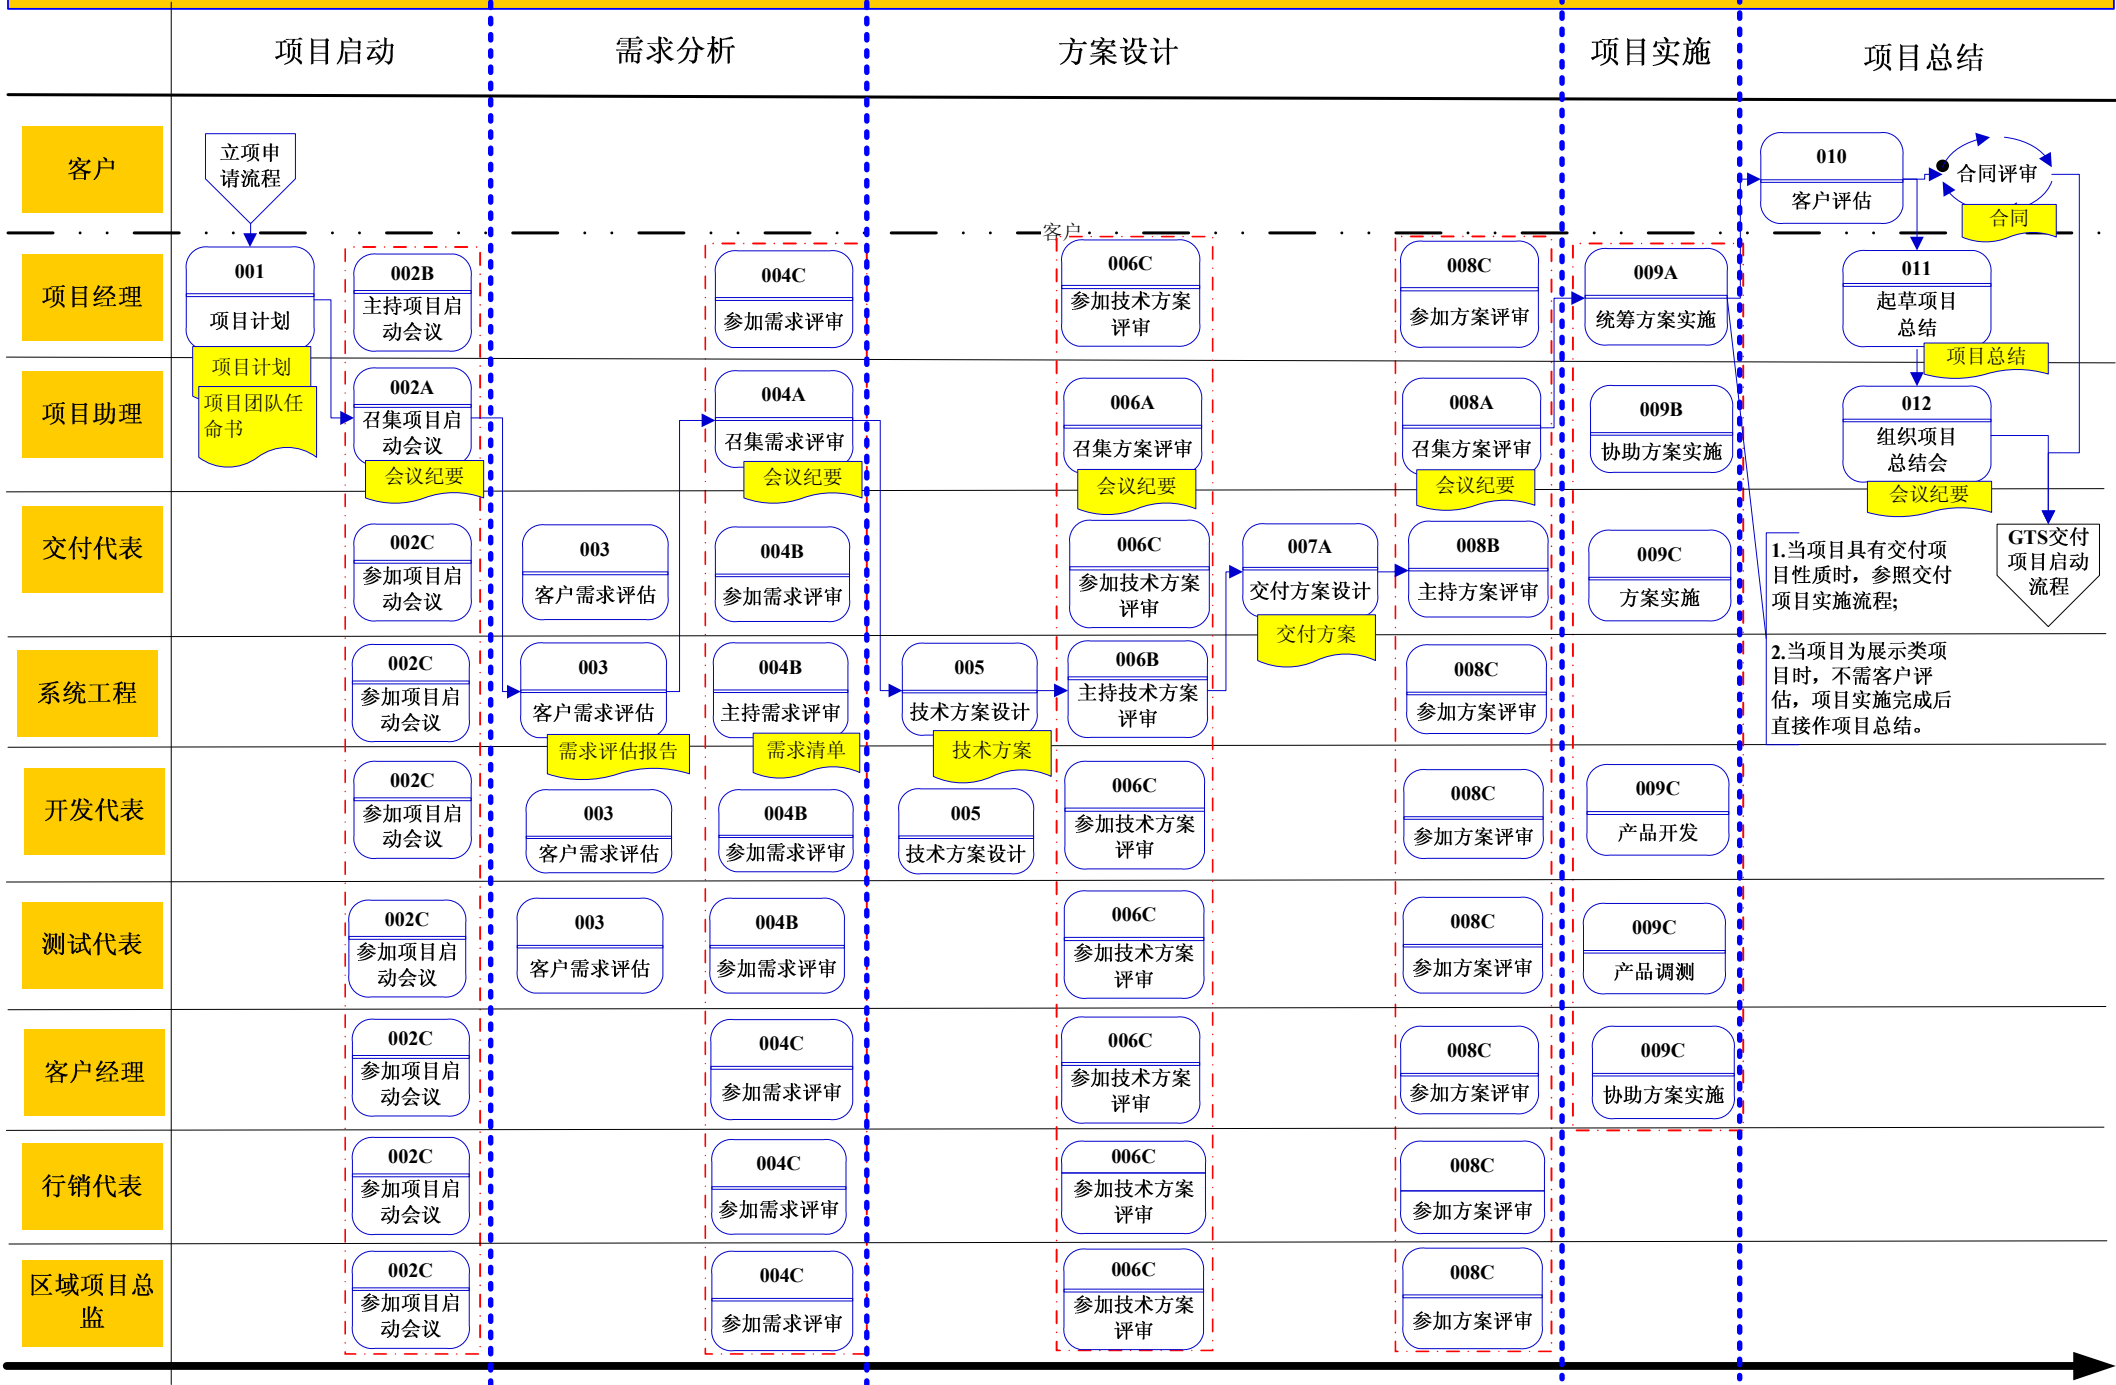 项目启动
需求分析
方案设计
项目实施
项目总结
客户
立项申
请流程
010
客户评估
合同评审
合同
客户
项目经理
001
项目计划
项目计划
002B
主持项目启
动会议
004C
参加需求评审
006C
参加技术方案
评审
008C
参加方案评审
009A
统筹方案实施
011
起草项目
总结
项目总结
项目助理
项目团队任
命书
002A
召集项目启
动会议
会议纪要
004A
召集需求评审
会议纪要
006A
召集方案评审
会议纪要
008A
召集方案评审
会议纪要
009B
协助方案实施
012
组织项目
总结会
会议纪要
交付代表
002C
参加项目启
动会议
003
客户需求评估
004B
参加需求评审
006C
参加技术方案
评审
007A
交付方案设计
交付方案
008B
主持方案评审
009C
方案实施
1.当项目具有交付项
目性质时，参照交付
项目实施流程;
GTS交付
项目启动
流程
系统工程
002C
参加项目启
动会议
003
客户需求评估
需求评估报告
004B
主持需求评审
需求清单
005
技术方案设计
技术方案
006B
主持技术方案
评审
008C
参加方案评审
2.当项目为展示类项
目时，不需客户评
估，项目实施完成后
直接作项目总结。
开发代表
002C
参加项目启
动会议
003
客户需求评估
004B
参加需求评审
005
技术方案设计
006C
参加技术方案
评审
008C
参加方案评审
009C
产品开发
测试代表
002C
参加项目启
动会议
003
客户需求评估
004B
参加需求评审
006C
参加技术方案
评审
008C
参加方案评审
009C
产品调测
客户经理
002C
参加项目启
动会议
004C
参加需求评审
006C
参加技术方案
评审
008C
参加方案评审
009C
协助方案实施
行销代表
002C
参加项目启
动会议
004C
参加需求评审
006C
参加技术方案
评审
008C
参加方案评审
区域项目总
监
002C
参加项目启
动会议
004C
参加需求评审
006C
参加技术方案
评审
008C
参加方案评审